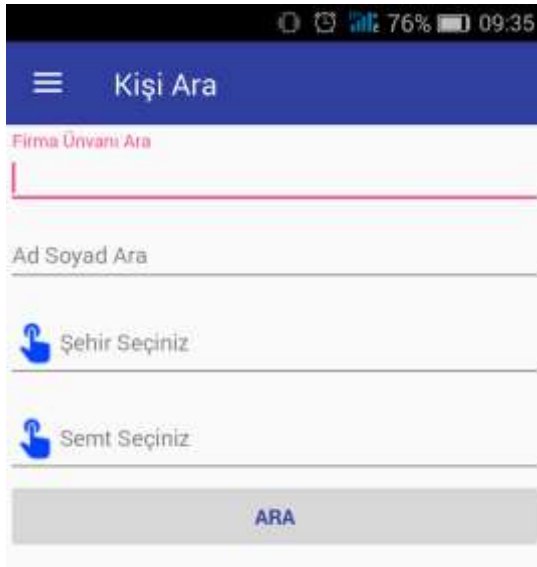 76% 09:35
Kişi Ara
Firma Ünvanı Ara
Ad Soyad Ara
Şehir Seçiniz
Semt Seçiniz
ARA